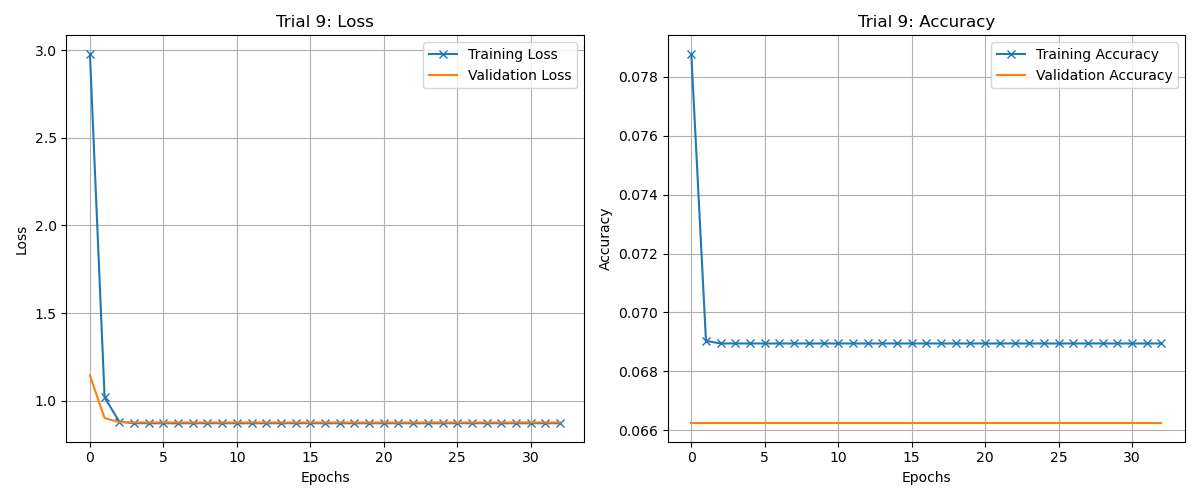 Trial 9: Loss
Training Loss
Validation Loss
3.0
2.5
2.0
1.5
1.0
Loss
0 5 10 15 20 25 30
Epochs
Trial 9: Accuracy
Training Accuracy
Validation Accuracy
0.078
0.076
0.074
0.072
0.070
0.068
0.066
Accuracy
0 5 10 15 20 25 30
Epochs